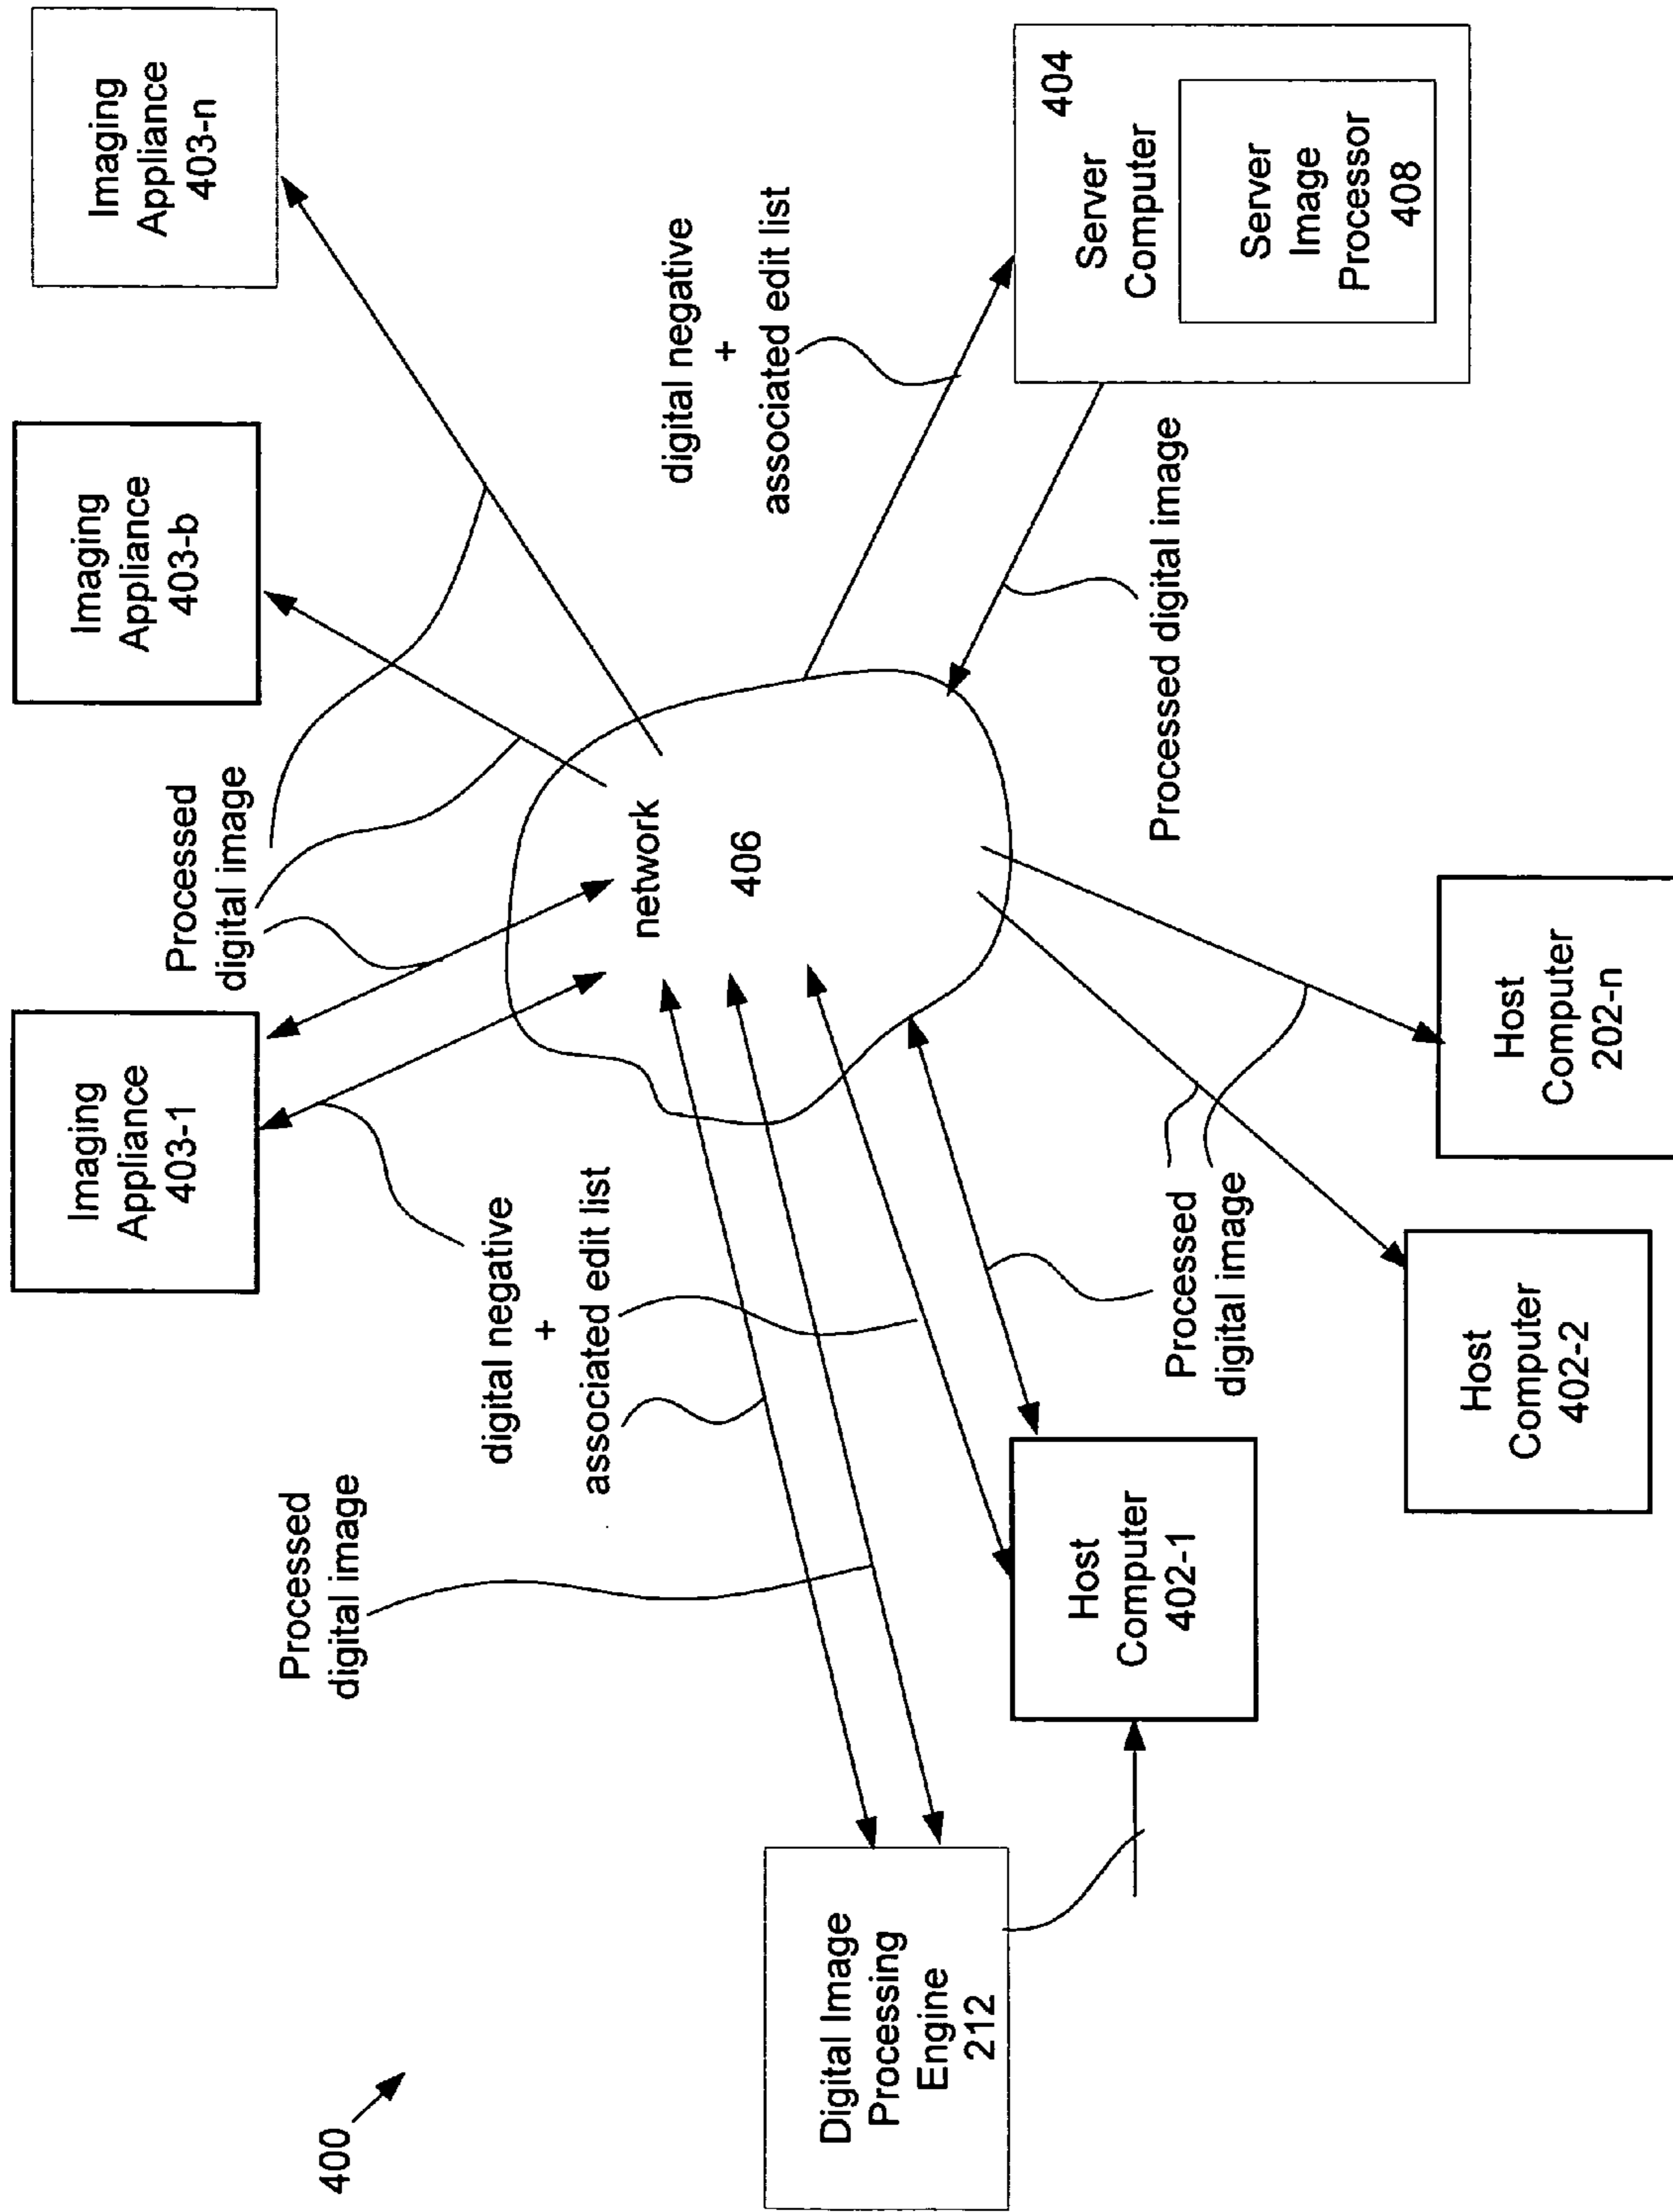 400
Digital Image
Processing
Engine
212
Processed
digital image
digital negative
+
associated edit list
Imaging
Appliance
403-1
Processed
digital image
Imaging
Appliance
403-b
Imaging
Appliance
403-n
network
406
digital negative
+
associated edit list
404
Server
Computer
Server
Image
Processor
408
Processed digital image
Host
Computer
402-1
Processed
digital image
Host
Computer
402-2
Host
Computer
202-n